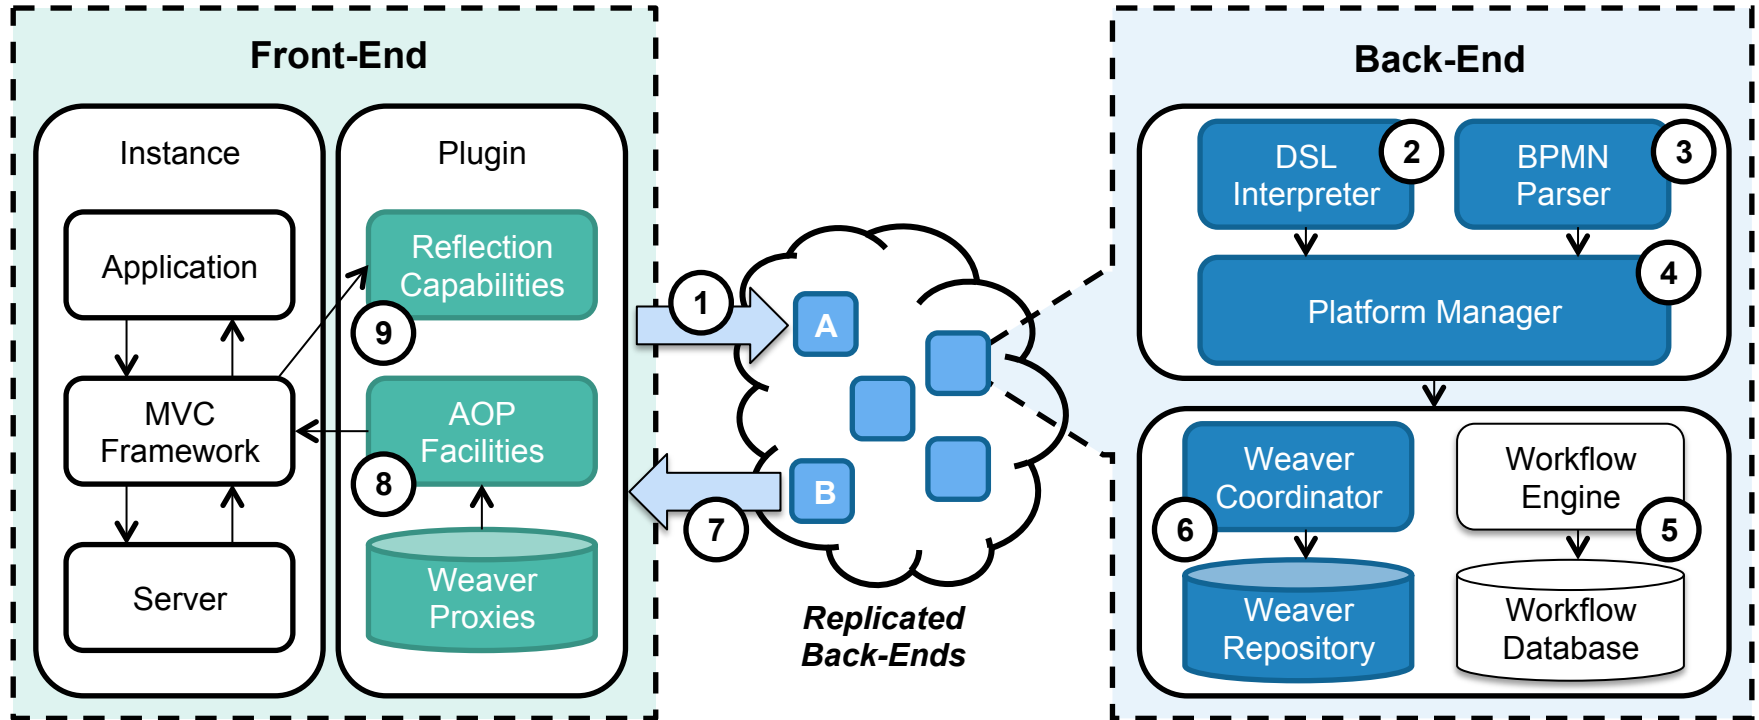 Front-End
Instance
Plugin
Application
Reflection
Capabilities
9
MVC
Framework
AOP
Facilities
8
Server
Weaver
Proxies
1
A
B
7
Replicated
Back-Ends
Back-End
DSL
Interpreter
2
BPMN
Parser
3
4
Platform Manager
Weaver
Coordinator
6
Workflow
Engine
5
Weaver
Repository
Workflow
Database